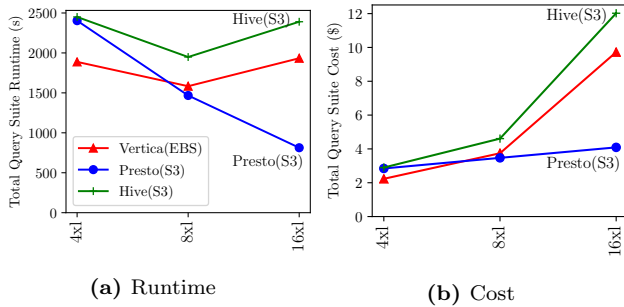 Total Query Suite Runtime (s)
2500
2000
1500
1000
500
0
Hive(S3)
Vertica(EBS)
Presto(S3)
Hive(S3)
Presto(S3)
4xl
8xl
16xl
(a) Runtime
Total Query Suite Cost ($)
12
10
8
6
4
2
0
Hive(S3)
Presto(S3)
4xl
8xl
16xl
(b) Cost